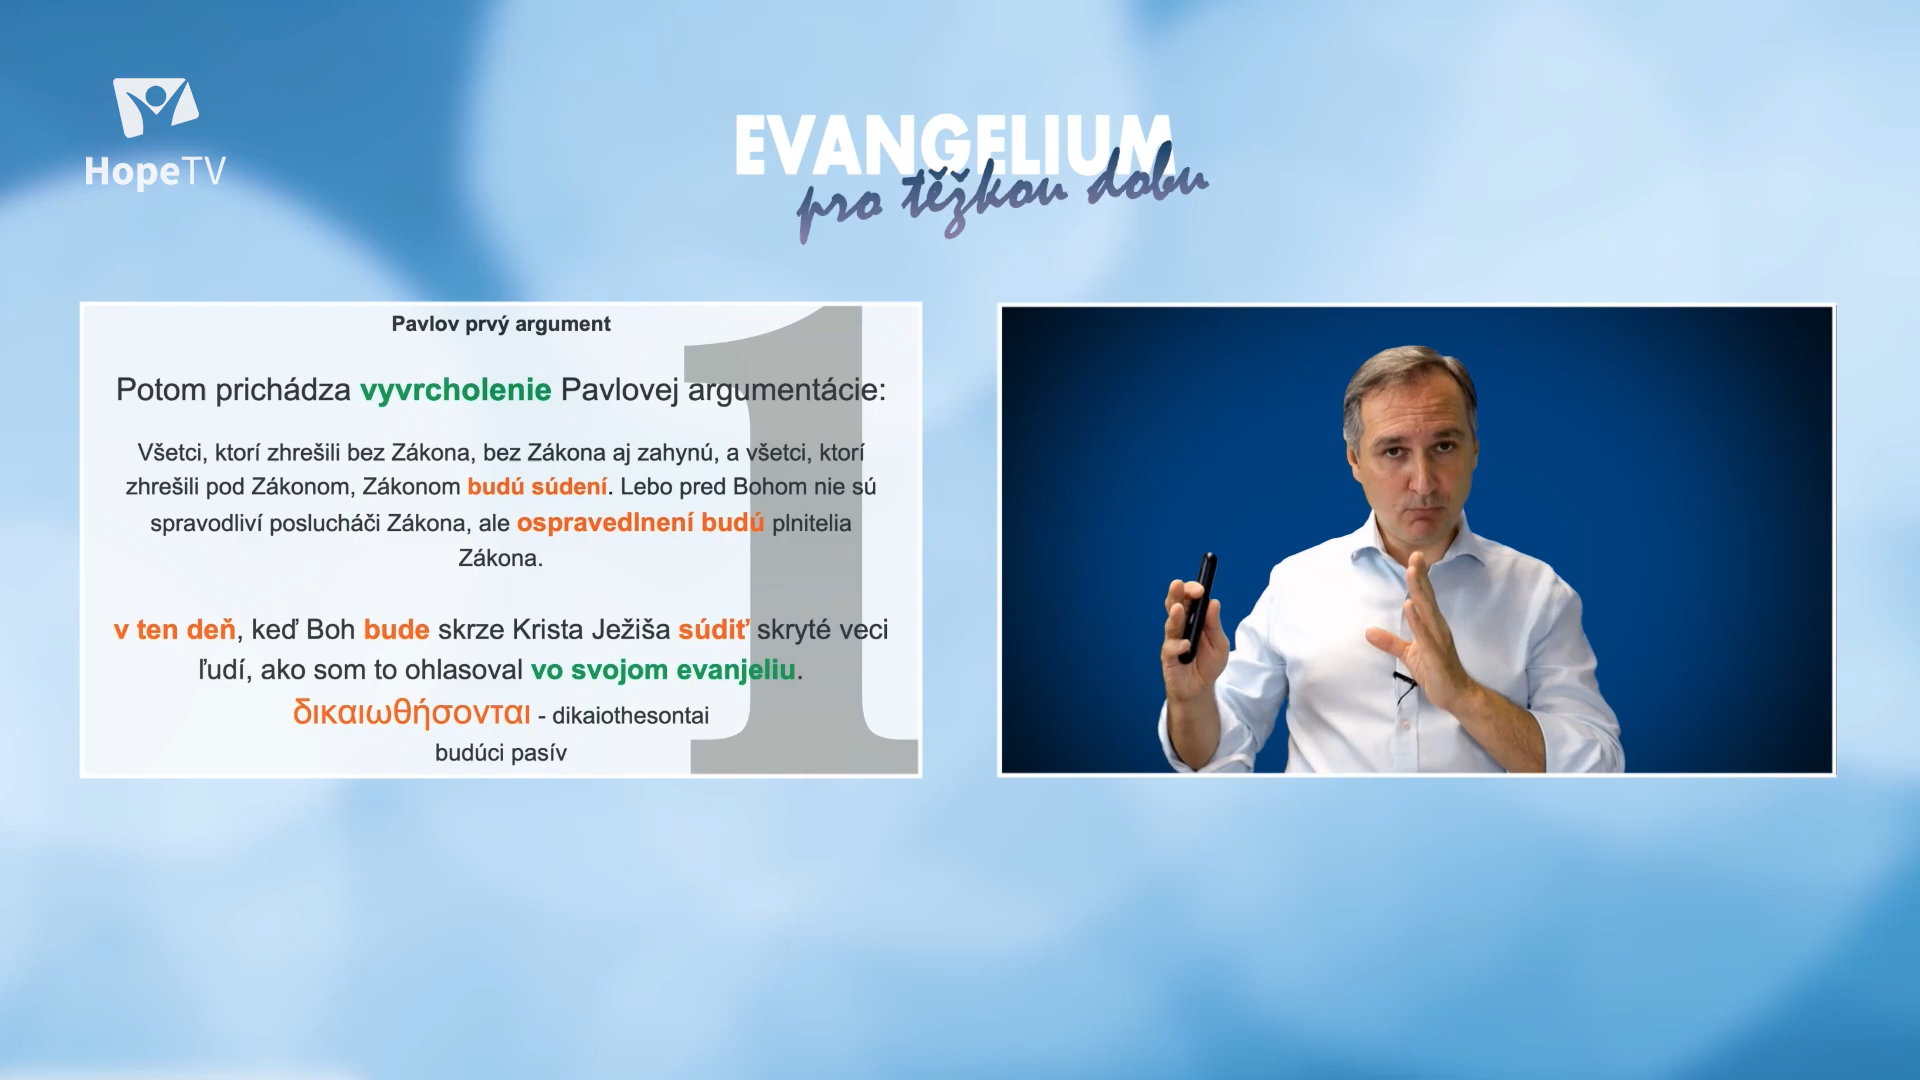 HopeTV
EVANGELIUM
pro těžkou dobu
Pavlov prvý argument
Potom prichádza vyvrcholenie Pavlovej argumentácie:
Všetci, ktorí zhrešili bez Zákona, bez Zákona aj zahynú, a všetci, ktorí
zhrešili pod Zákonom, Zákonom budú súdení. Lebo pred Bohom nie sú
spravodliví poslucháči Zákona, ale ospravedlnení budú plnitelia
Zákona.
v ten deň, keď Boh bude skrze Krista Ježiša súdiť skryté veci
ľudí, ako som to ohlasoval vo svojom evanjeliu.
δικαιωθήσονται - dikaiothesontai
budúci pasív
1